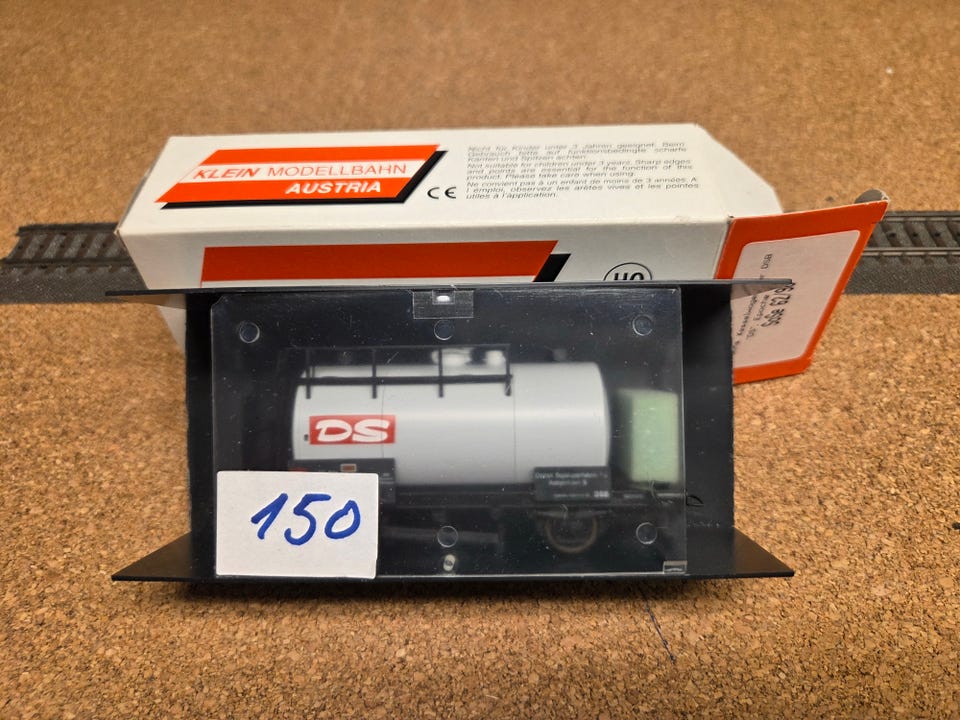 KLEIN MODELLBAHN
AUSTRIA
CE
Nicht für Kinder unter 3 Jahren geeignet. Beim
Gebrauch bitte auf funktionsbedingte scharfe
Kanten und Spitzen achten.
Not suitable for children under 3 years. Sharp edges
and points are essential for the function of this
product. Please take care when using.
Ne convient pas à un enfant de moins de 3 années. A
l emploi, observez les arêtes vives et les pointes
utiles à l'application.
HO
DS
DSB
150